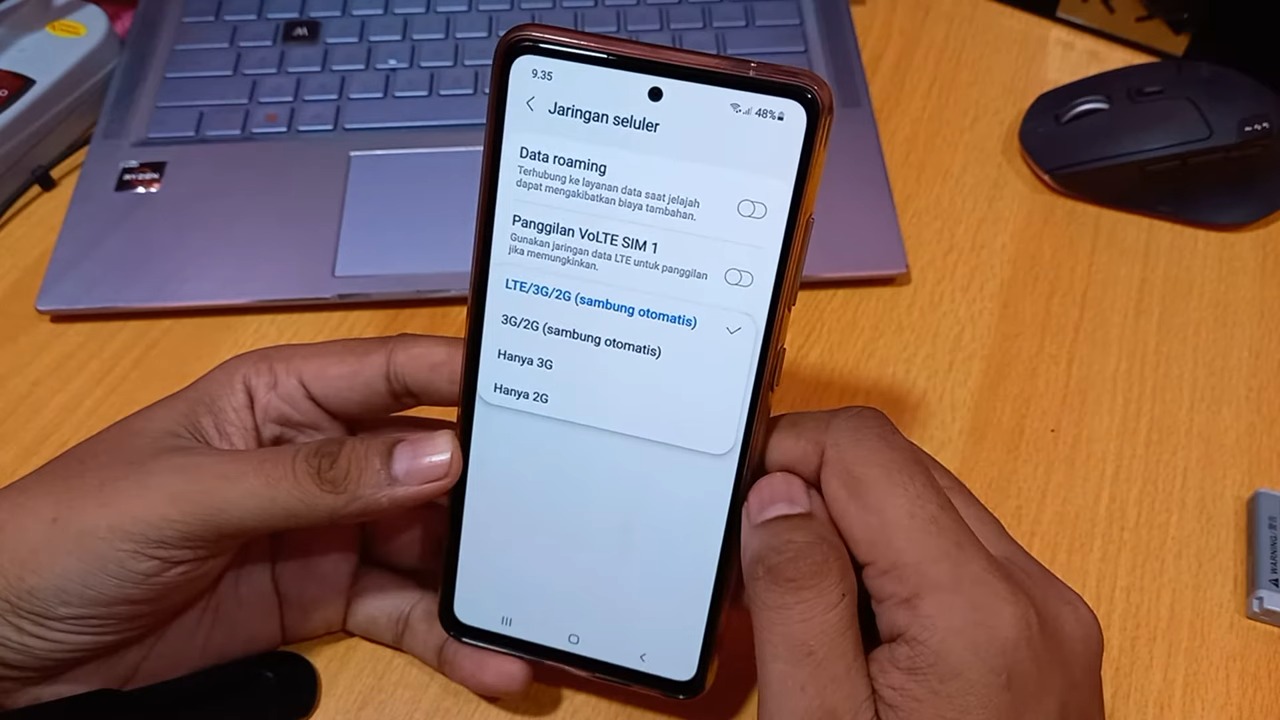 9.35
48%
Jaringan seluler
Data roaming
Terhubung ke layanan data saat jelajah
dapat mengakibatkan biaya tambahan.
Panggilan VoLTE SIM 1
Gunakan jaringan data LTE untuk panggilan
jika memungkinkan.
LTE/3G/2G (sambung otomatis)
3G/2G (sambung otomatis)
Hanya 3G
Hanya 2G
RYZEN
WARNING